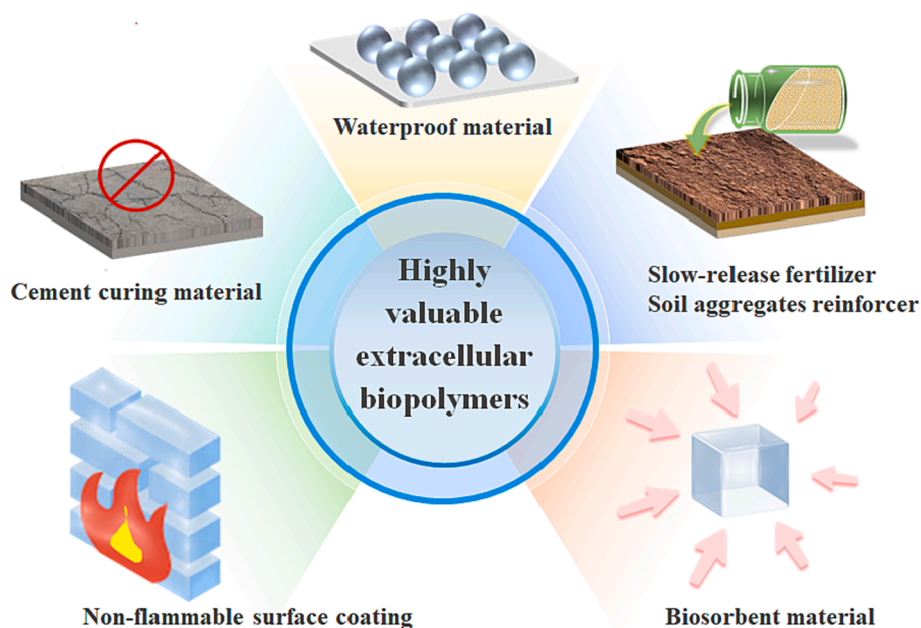 Waterproof material
Cement curing material
Slow-release fertilizer
Soil aggregates reinforcer
Highly
valuable
extracellular
biopolymers
Non-flammable surface coating
Biosorbent material